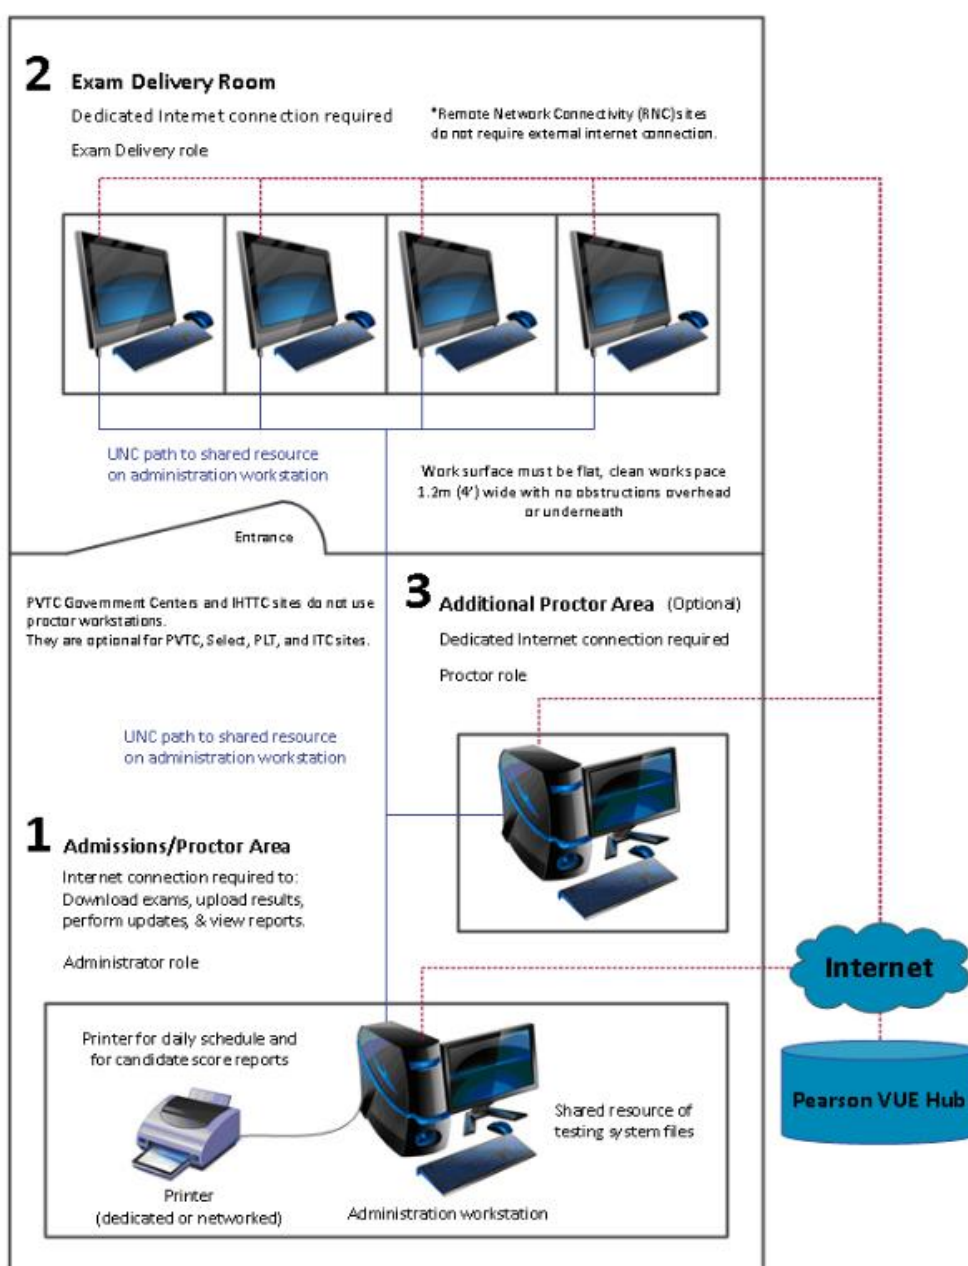 2 Exam Delivery Room
Dedicated Internet connection required
Exam Delivery role
*Remote Network Connectivity (RNC)sites
do not require external internet connection.
UNC path to shared resource
on administration workstation
Work surface must be flat, clean workspace
1.2m (4') wide with no obstructions overhead
or underneath
Entrance
PVTC Government Centers and IHTTC sites do not use
proctor workstations.
They are optional for PVTC, Select, PLT, and ITC sites.
3 Additional Proctor Area (Optional)
Dedicated Internet connection required
Proctor role
UNC path to shared resource
on administration workstation
1 Admissions/Proctor Area
Internet connection required to:
Download exams, upload results,
perform updates, & view reports.
Administrator role
Internet
Printer for daily schedule and
for candidate score reports
Shared resource of
testing system files
Printer
(dedicated or networked)
Administration workstation
Pearson VUE Hub